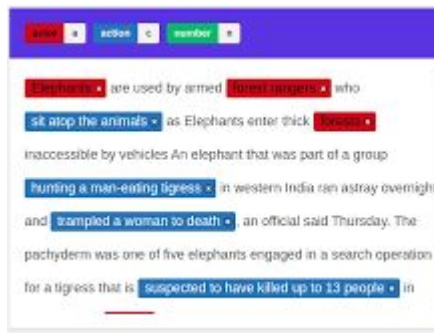 actor a action c number n
Elephants • are used by armed forest rangers • who
sit atop the animals • as Elephants enter thick forests •
inaccessible by vehicles An elephant that was part of a group
hunting a man-eating tigress • in western India ran astray overnight
and trampled a woman to death • , an official said Thursday. The
pachyderm was one of five elephants engaged in a search operation
for a tigress that is suspected to have killed up to 13 people • in